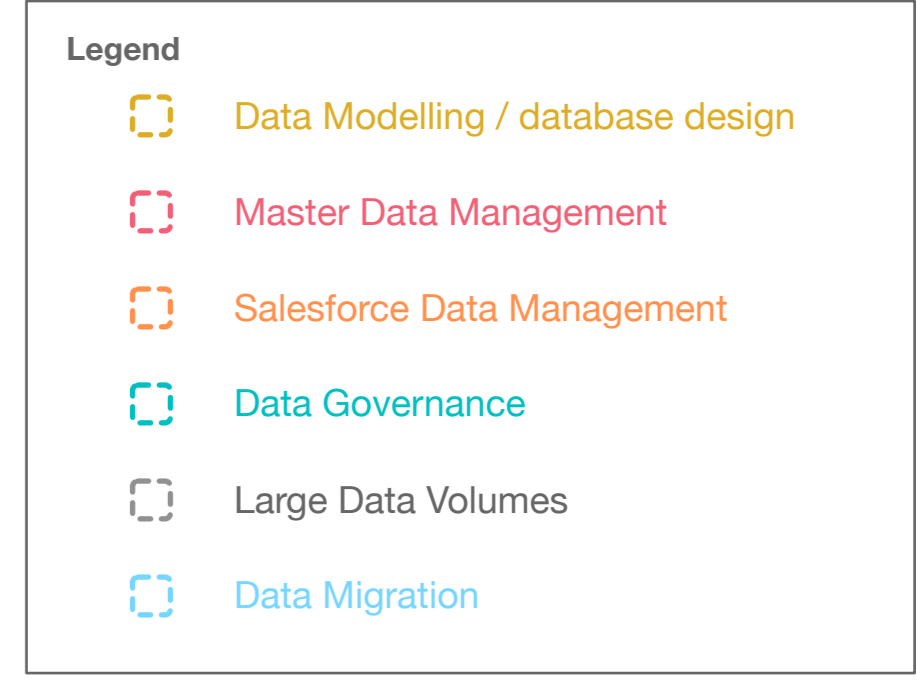 Legend
Data Modelling / database design
Master Data Management
Salesforce Data Management
Data Governance
Large Data Volumes
Data Migration